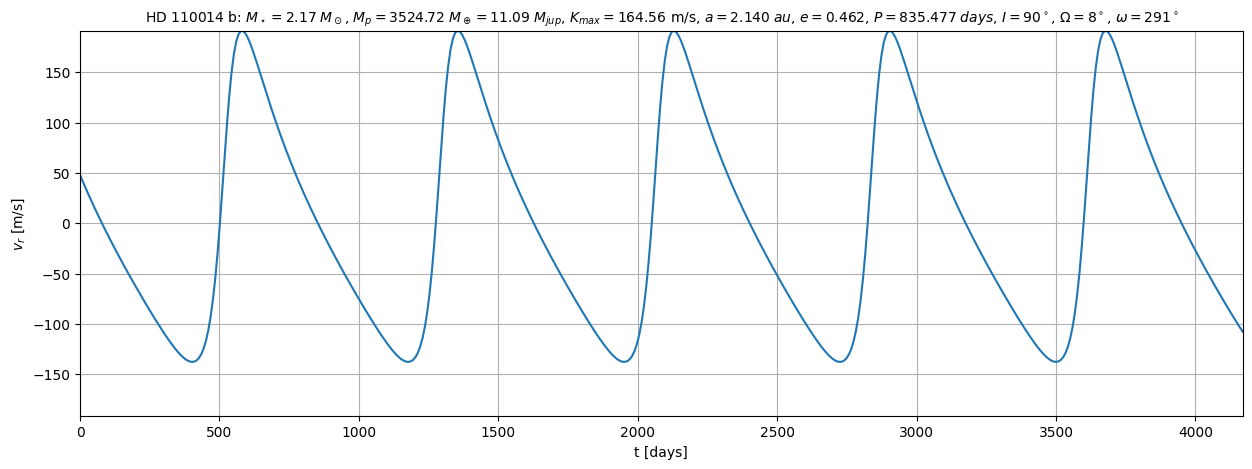 HD 110014 b: M⋆ = 2.17 M⊙, Mp = 3524.72 M⊕ = 11.09 Mjup, Kmax = 164.56 m/s, a = 2.140 au, e = 0.462, P = 835.477 days, I = 90°, Ω = 8°, ω = 291°
vr [m/s]
150
100
50
0
−50
−100
−150
0 500 1000 1500 2000 2500 3000 3500 4000
t [days]